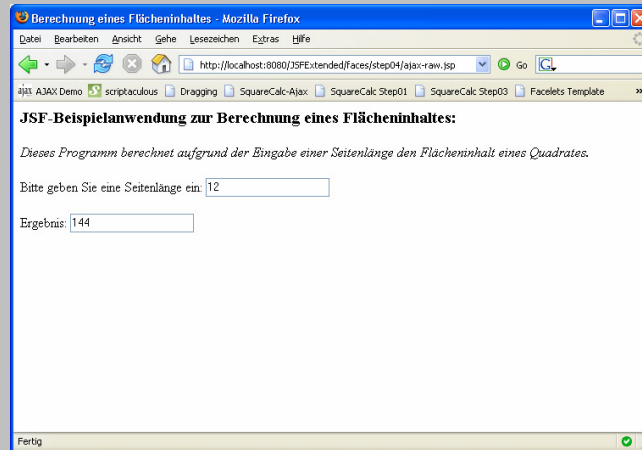 Berechnung eines Flächeninhaltes - Mozilla Firefox
Datei Bearbeiten Ansicht Gehe Lesezeichen Extras Hilfe
http://localhost:8080/JSFExtended/faces/step04/ajax-raw.jsp Go G
ajax AJAX Demo S scriptaculous Dragging SquareCalc-Ajax SquareCalc Step01 SquareCalc Step03 Facelets Template »
JSF-Beispielanwendung zur Berechnung eines Flächeninhaltes:
Dieses Programm berechnet aufgrund der Eingabe einer Seitenlänge den Flächeninhalt eines Quadrates.
Bitte geben Sie eine Seitenlänge ein: 12
Ergebnis: 144
Fertig